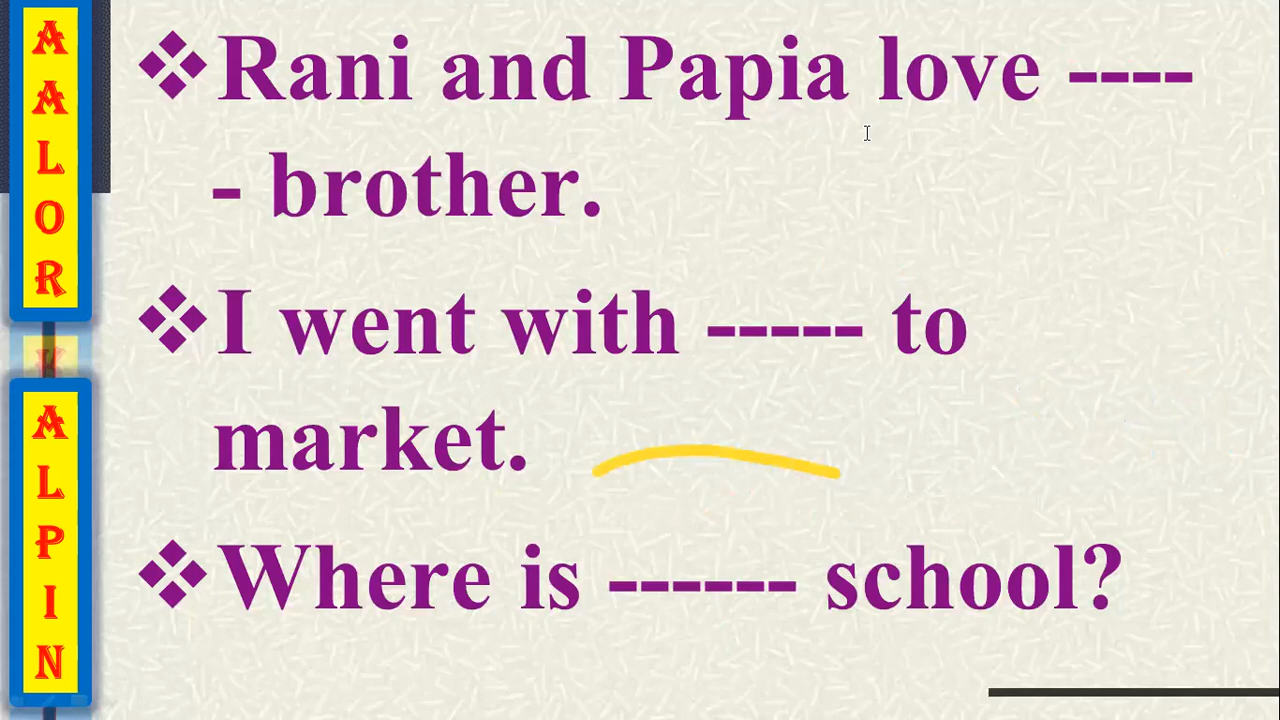 AALOR
ALPIN
❖Rani and Papia love ----
- brother.
❖I went with ----- to
market.
❖Where is ------ school?